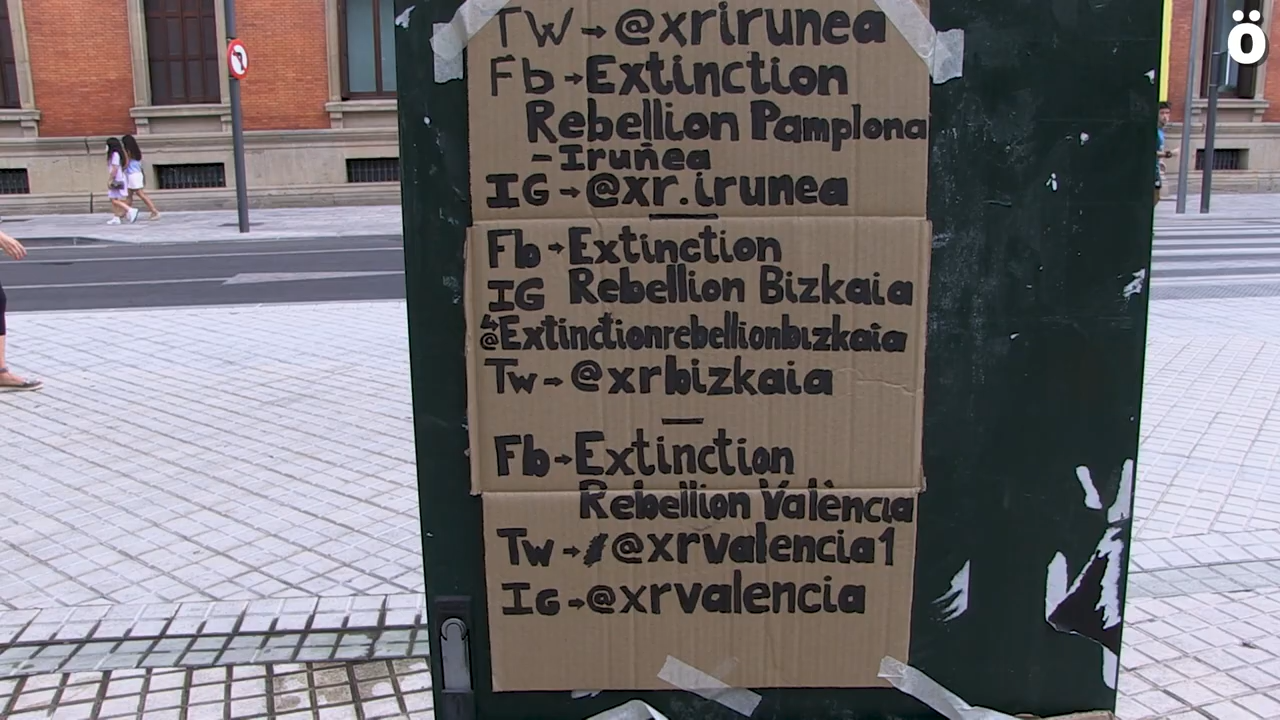 ö
TW→@xrirunea
Fb→Extinction
Rebellion Pamplona
-Iruñea
IG→@xr.irunea
Fb→Extinction
IG Rebellion Bizkaia
↳@Extinctionrebellionbizkaia
Tw→@xrbizkaia
Fb→Extinction
Rebellion València
Tw→@xrvalencia1
IG→@xrvalencia